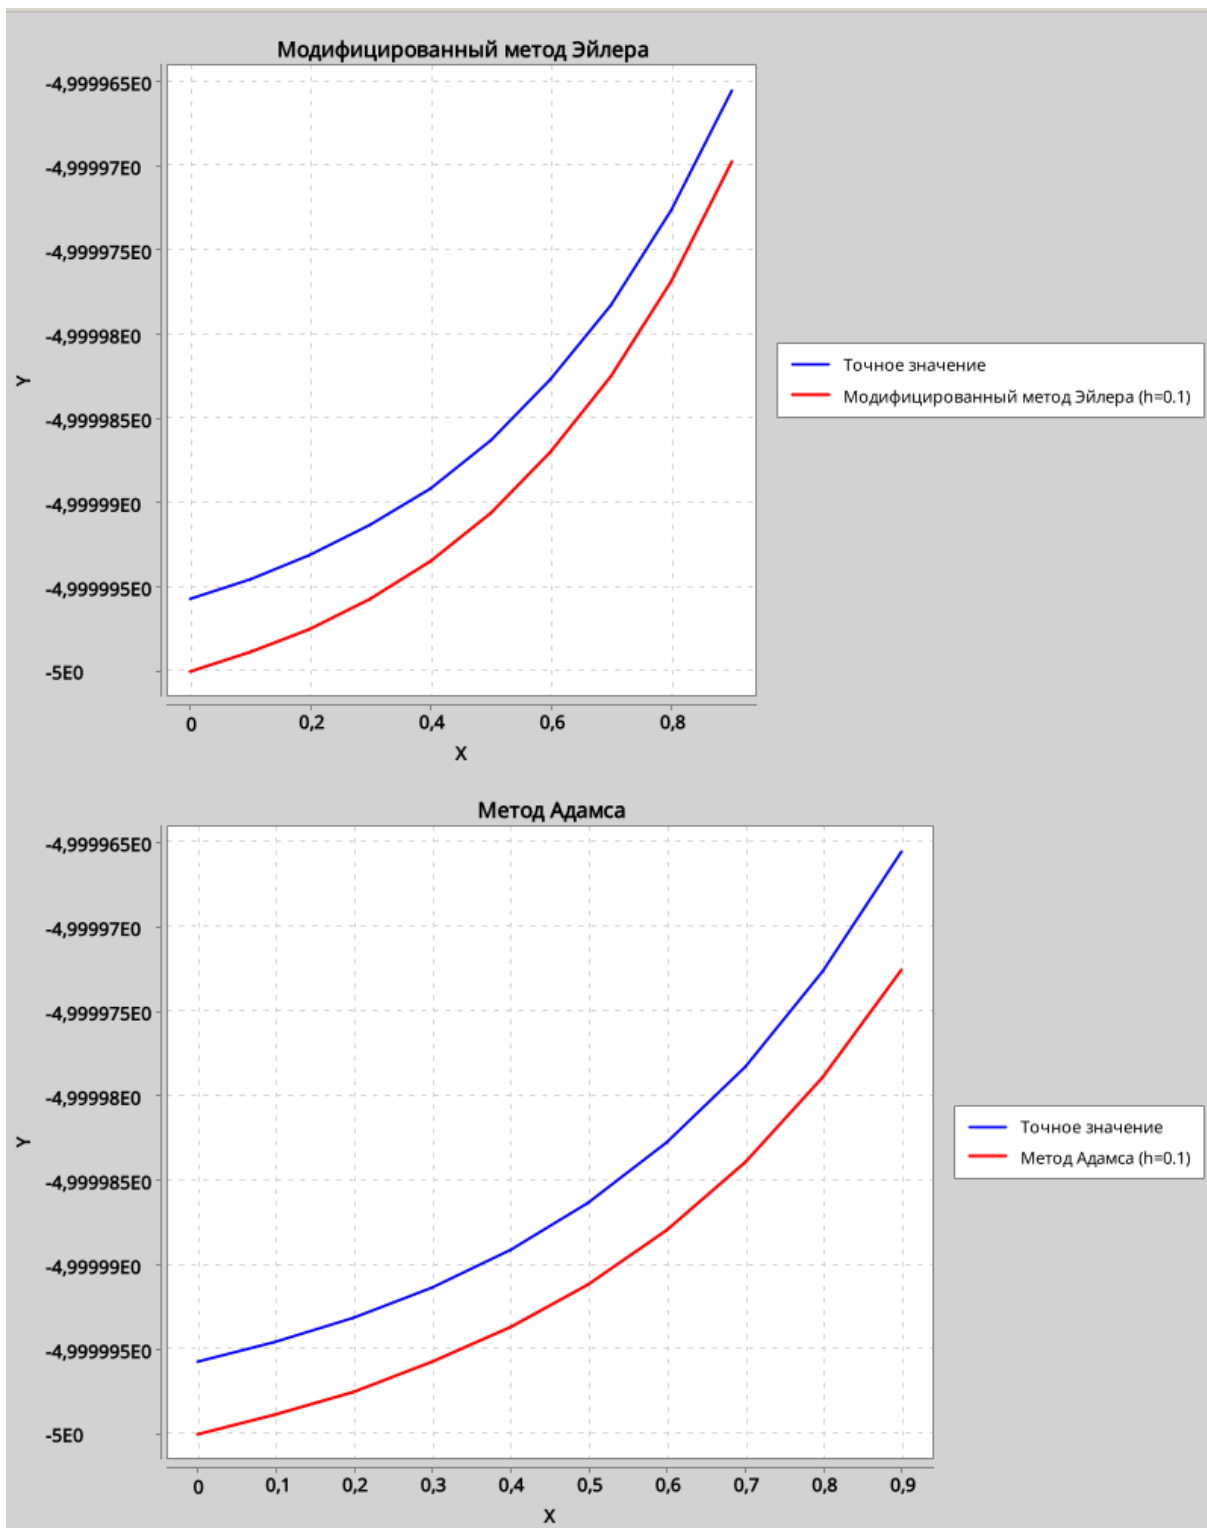 Модифицированный метод Эйлера
-4,999965E0
-4,99997E0
-4,999975E0
-4,99998E0
-4,999985E0
-4,99999E0
-4,999995E0
-5E0
Y
0 0,2 0,4 0,6 0,8
X
Точное значение
Модифицированный метод Эйлера (h=0.1)
Метод Адамса
-4,999965E0
-4,99997E0
-4,999975E0
-4,99998E0
-4,999985E0
-4,99999E0
-4,999995E0
-5E0
Y
0 0,1 0,2 0,3 0,4 0,5 0,6 0,7 0,8 0,9
X
Точное значение
Метод Адамса (h=0.1)